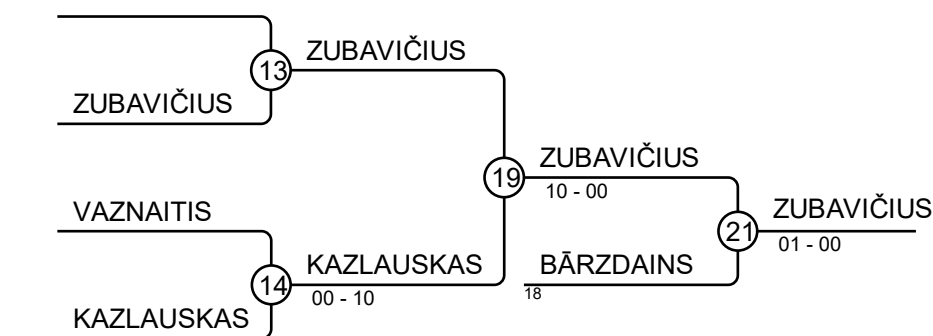 ZUBAVIČIUS
13
ZUBAVIČIUS
ZUBAVIČIUS
19
10 - 00
VAZNAITIS
ZUBAVIČIUS
21
01 - 00
KAZLAUSKAS
BĀRZDAINS
14
00 - 10
18
KAZLAUSKAS